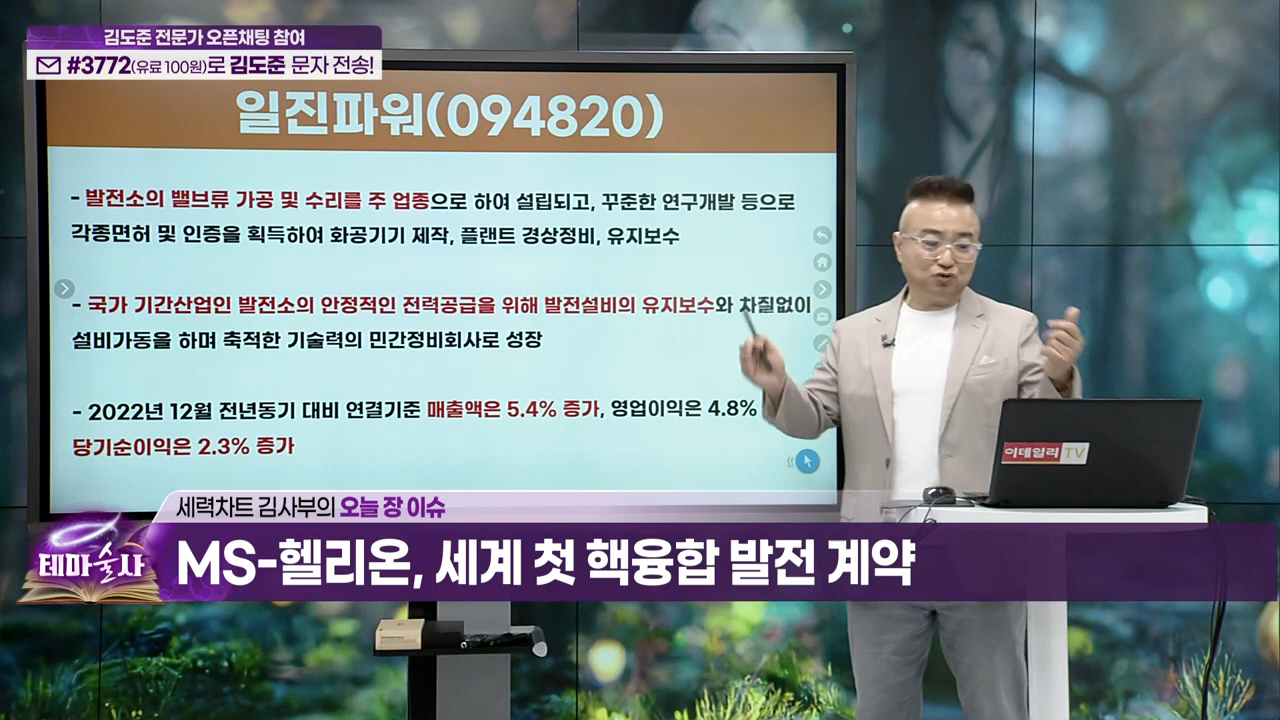 김도준 전문가 오픈채팅 참여
#3772(유료 100원)로 김도준 문자 전송!
일진파워(094820)
- 발전소의 밸브류 가공 및 수리를 주 업종으로 하여 설립되고, 꾸준한 연구개발 등으로
각종면허 및 인증을 획득하여 화공기기 제작, 플랜트 경상정비, 유지보수
- 국가 기간산업인 발전소의 안정적인 전력공급을 위해 발전설비의 유지보수와 차질없이
설비가동을 하며 축적한 기술력의 민간정비회사로 성장
- 2022년 12월 전년동기 대비 연결기준 매출액은 5.4% 증가, 영업이익은 4.8%
당기순이익은 2.3% 증가
이데일리 TV
세력차트 김사부의 오늘 장 이슈
테마술사
MS-헬리온, 세계 첫 핵융합 발전 계약